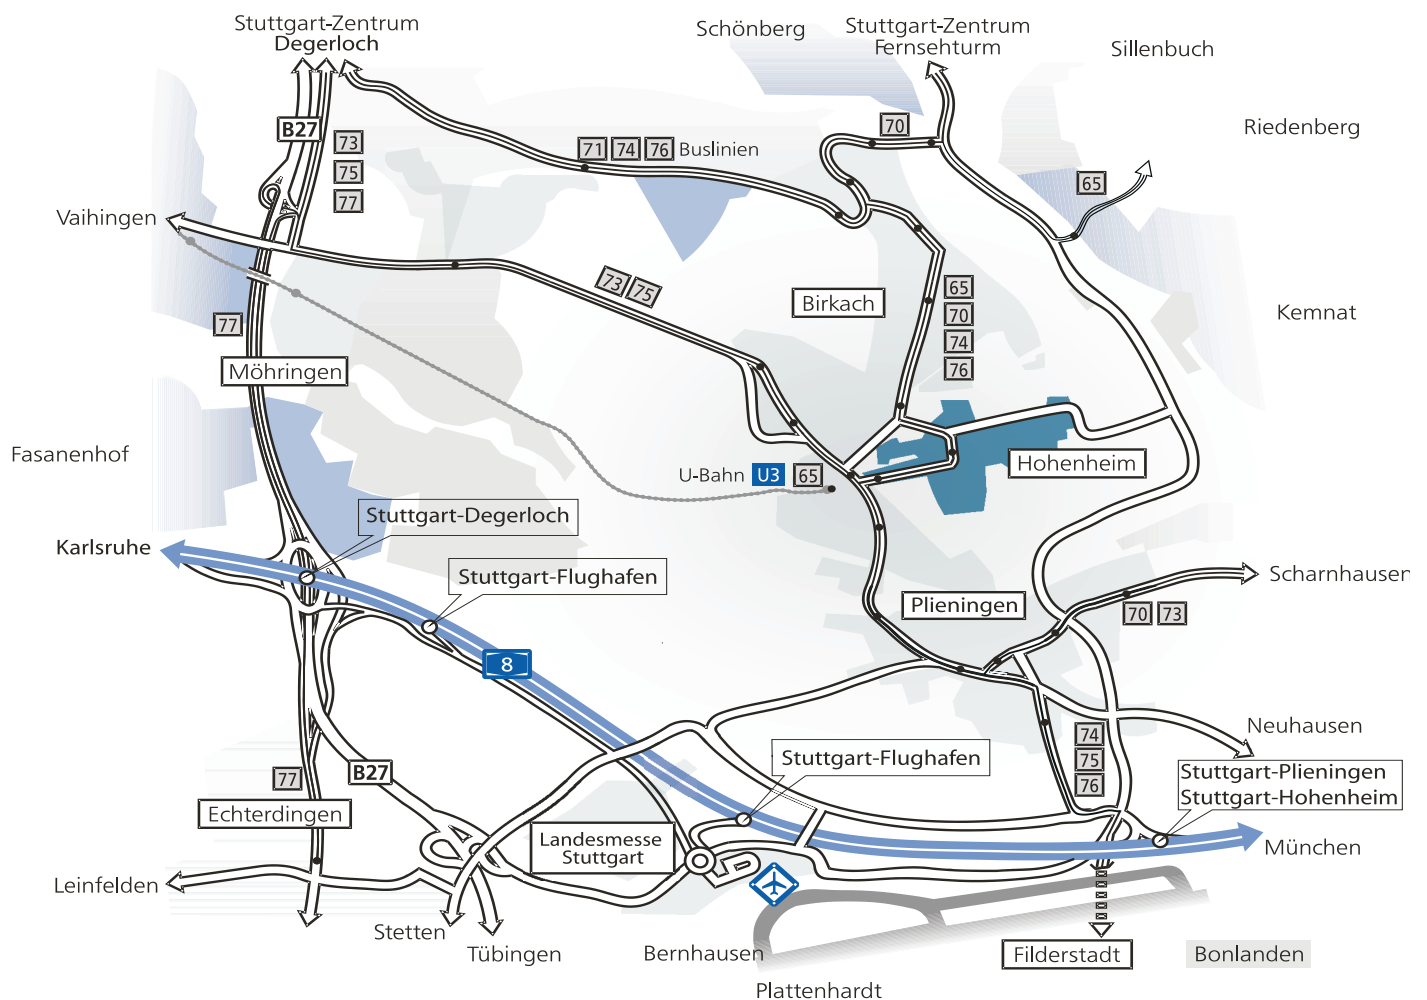 Stuttgart-Zentrum
Degerloch
Schönberg
Stuttgart-Zentrum
Fernsehturm
Sillenbuch
Riedenberg
B27
73
75
77
71 74 76 Buslinien
70
65
Vaihingen
73 75
77
Birkach
65
70
74
76
Kemnat
Möhringen
Fasanenhof
U-Bahn U3 65
Hohenheim
Stuttgart-Degerloch
Karlsruhe
Stuttgart-Flughafen
Scharnhausen
Plieningen
70 73
8
Neuhausen
74
75
76
Stuttgart-Flughafen
Stuttgart-Plieningen
Stuttgart-Hohenheim
77
B27
Echterdingen
Landesmesse
Stuttgart
München
Leinfelden
Stetten
Tübingen
Bernhausen
Filderstadt
Bonlanden
Plattenhardt